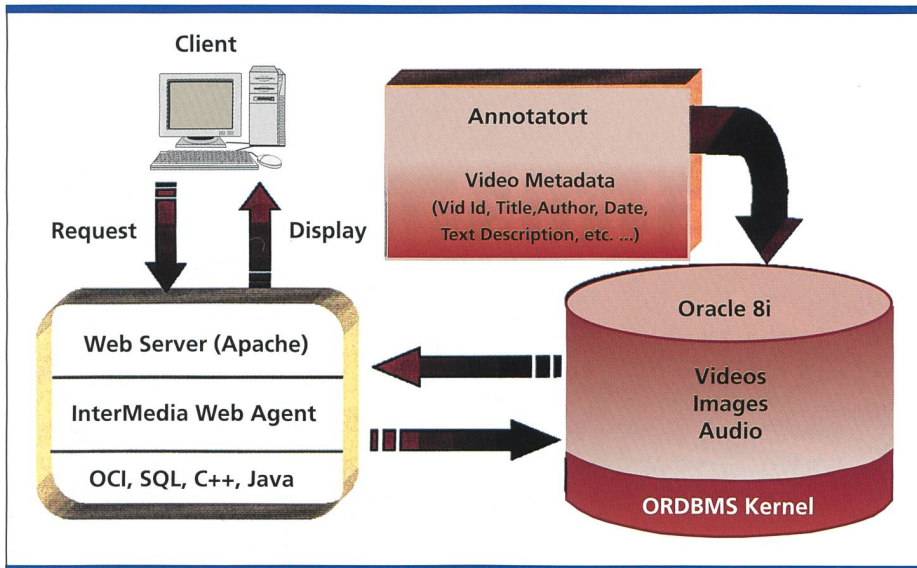 Client
Annotatort
Video Metadata
(Vid Id, Title,Author, Date,
Text Description, etc. ...)
Request
Display
Oracle 8i
Videos
Images
Audio
ORDBMS Kernel
Web Server (Apache)
InterMedia Web Agent
OCI, SQL, C++, Java